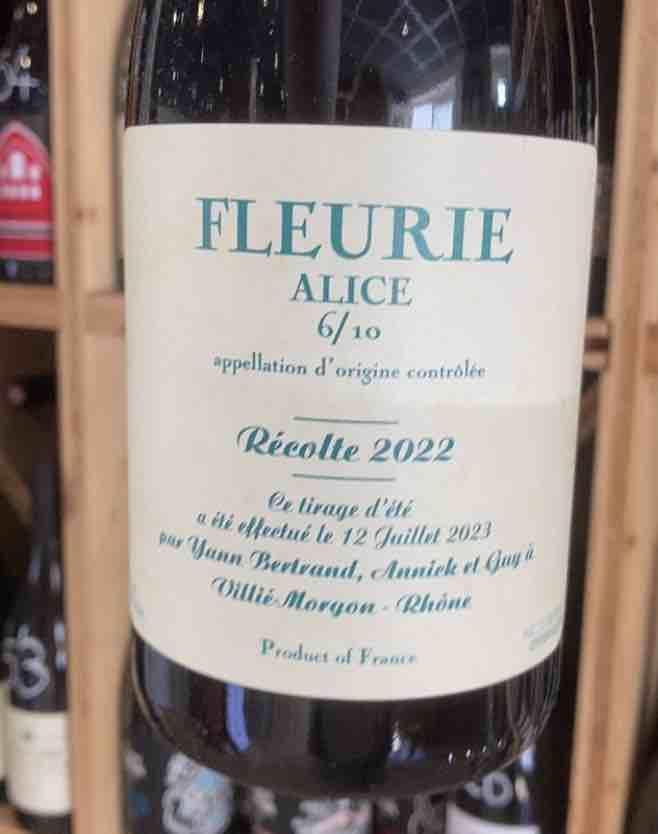 FLEURIE
ALICE
6/10
appellation d'origine contrôlée
Récolte 2022
Ce tirage d'été
a été effectué le 12 Juillet 2023
par Yann Bertrand, Annick et Guy à
Villié-Morgon - Rhône
Product of France